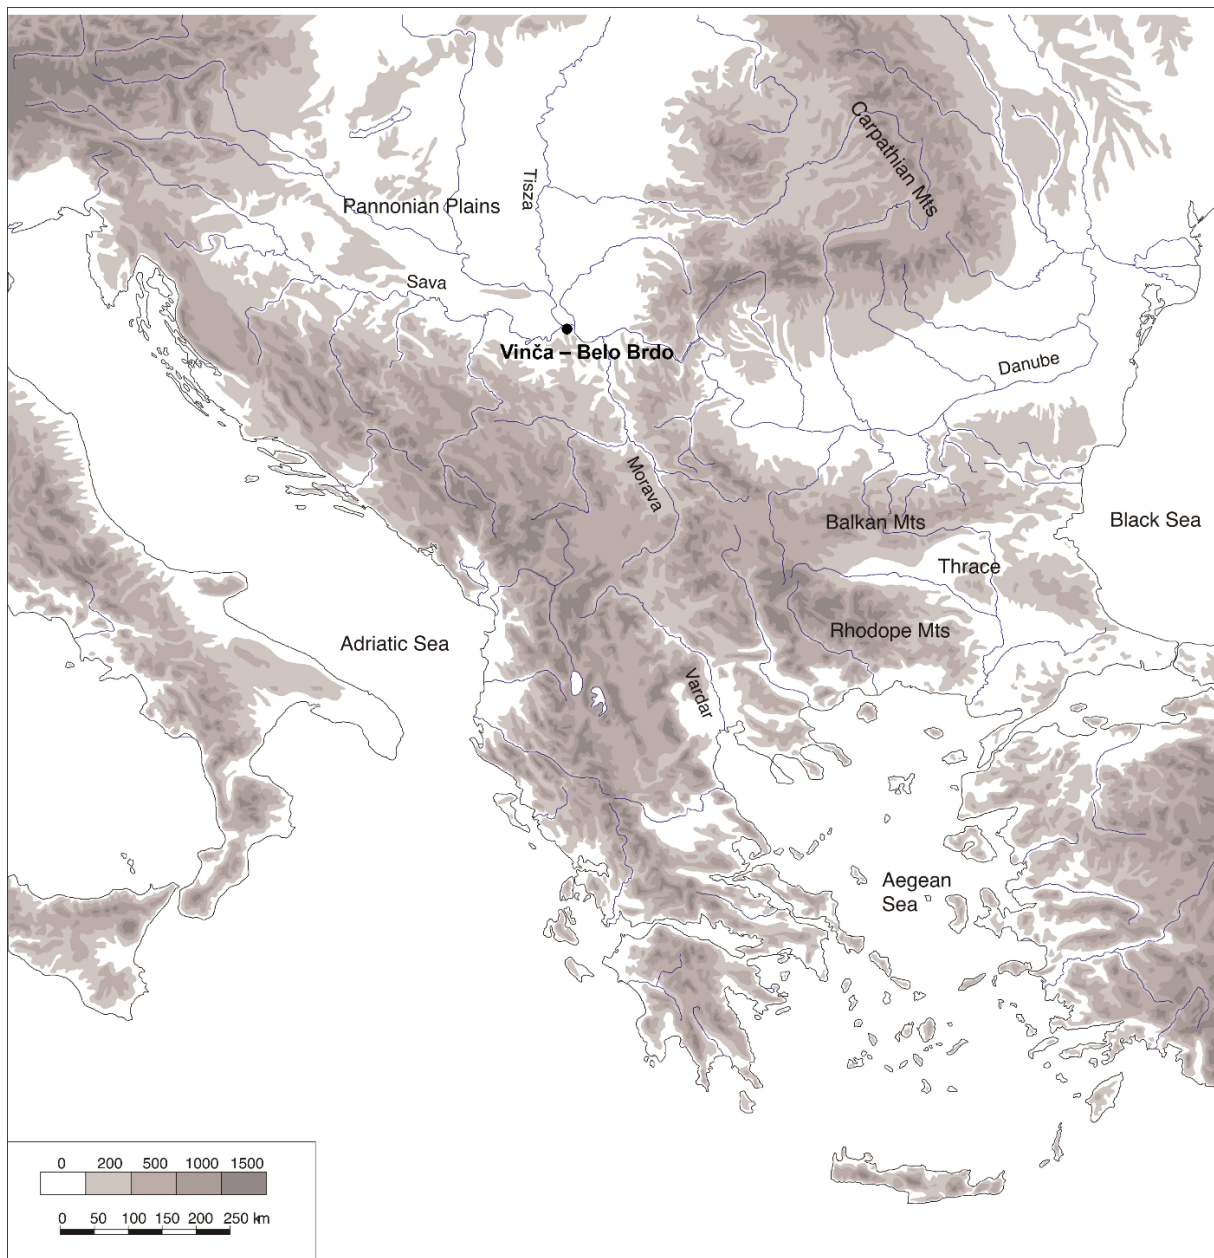 Carpathian Mts
Tisza
Pannonian Plains
Sava
Vinča – Belo Brdo
Danube
Morava
Balkan Mts
Black Sea
Thrace
Rhodope Mts
Adriatic Sea
Vardar
Aegean
Sea
0 200 500 1000 1500
0 50 100 150 200 250 km